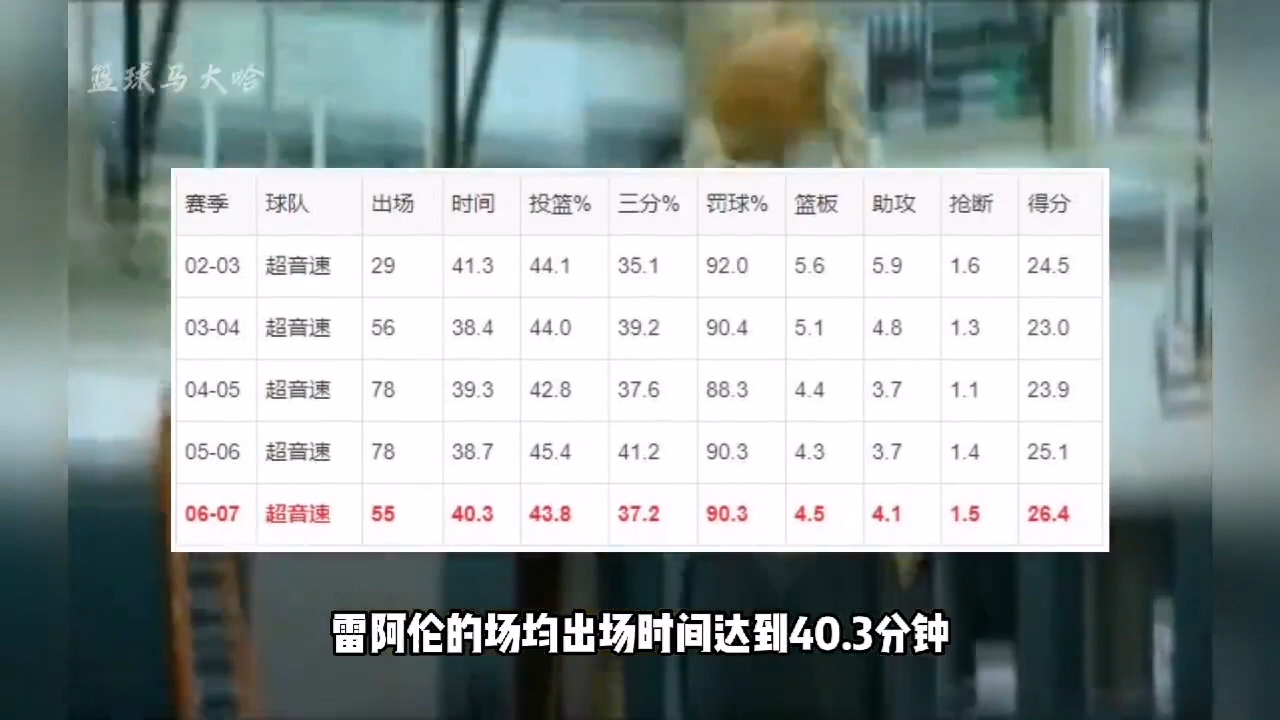 篮球马大哈
赛季 球队 出场 时间 投篮% 三分% 罚球% 篮板 助攻 抢断 得分
02-03 超音速 29 41.3 44.1 35.1 92.0 5.6 5.9 1.6 24.5
03-04 超音速 56 38.4 44.0 39.2 90.4 5.1 4.8 1.3 23.0
04-05 超音速 78 39.3 42.8 37.6 88.3 4.4 3.7 1.1 23.9
05-06 超音速 78 38.7 45.4 41.2 90.3 4.3 3.7 1.4 25.1
06-07 超音速 55 40.3 43.8 37.2 90.3 4.5 4.1 1.5 26.4
雷阿伦的场均出场时间达到40.3分钟